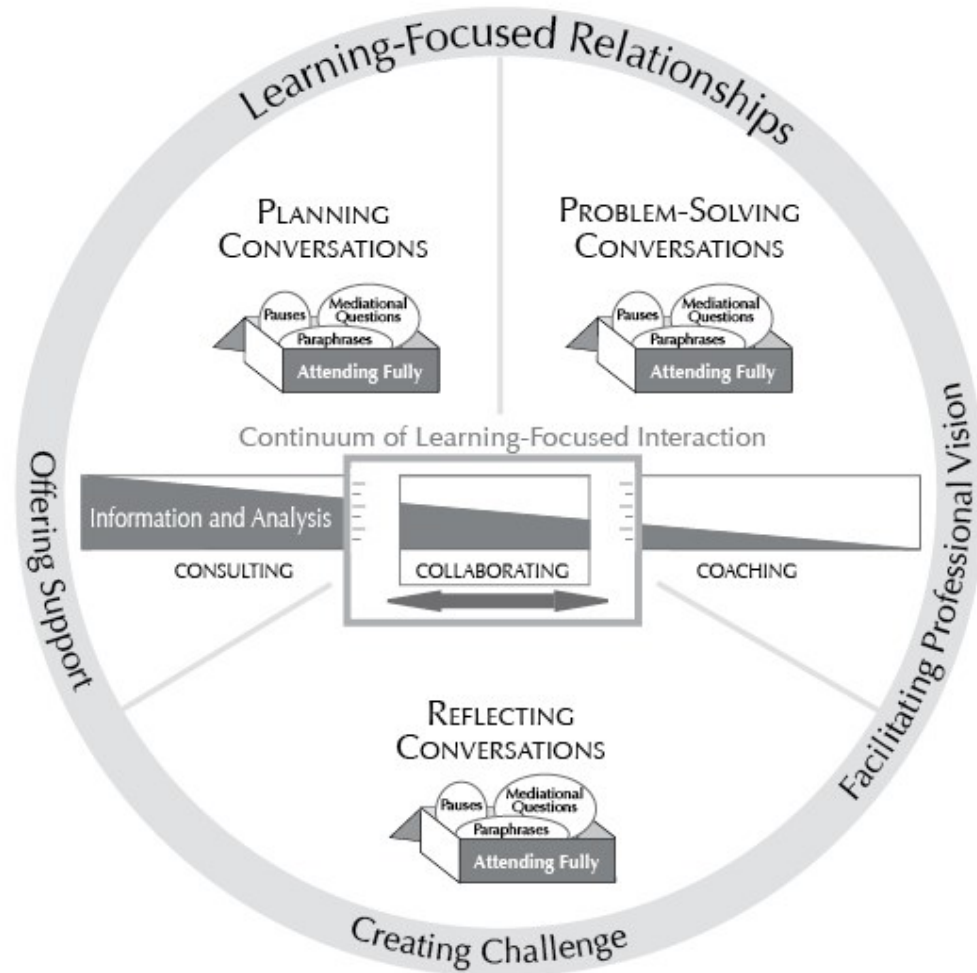 Learning-Focused Relationships
PLANNING
CONVERSATIONS
Pauses
Mediational
Questions
Paraphrases
Attending Fully
PROBLEM-SOLVING
CONVERSATIONS
Pauses
Mediational
Questions
Paraphrases
Attending Fully
Continuum of Learning-Focused Interaction
Information and Analysis
CONSULTING
COLLABORATING
COACHING
Offering Support
Facilitating Professional Vision
REFLECTING
CONVERSATIONS
Pauses
Mediational
Questions
Paraphrases
Attending Fully
Creating Challenge